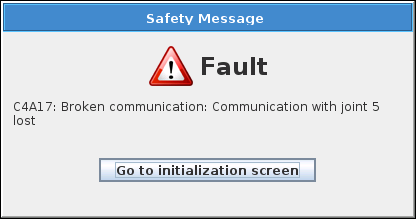 Safety Message
Fault
C4A17: Broken communication: Communication with joint 5
lost
Go to initialization screen